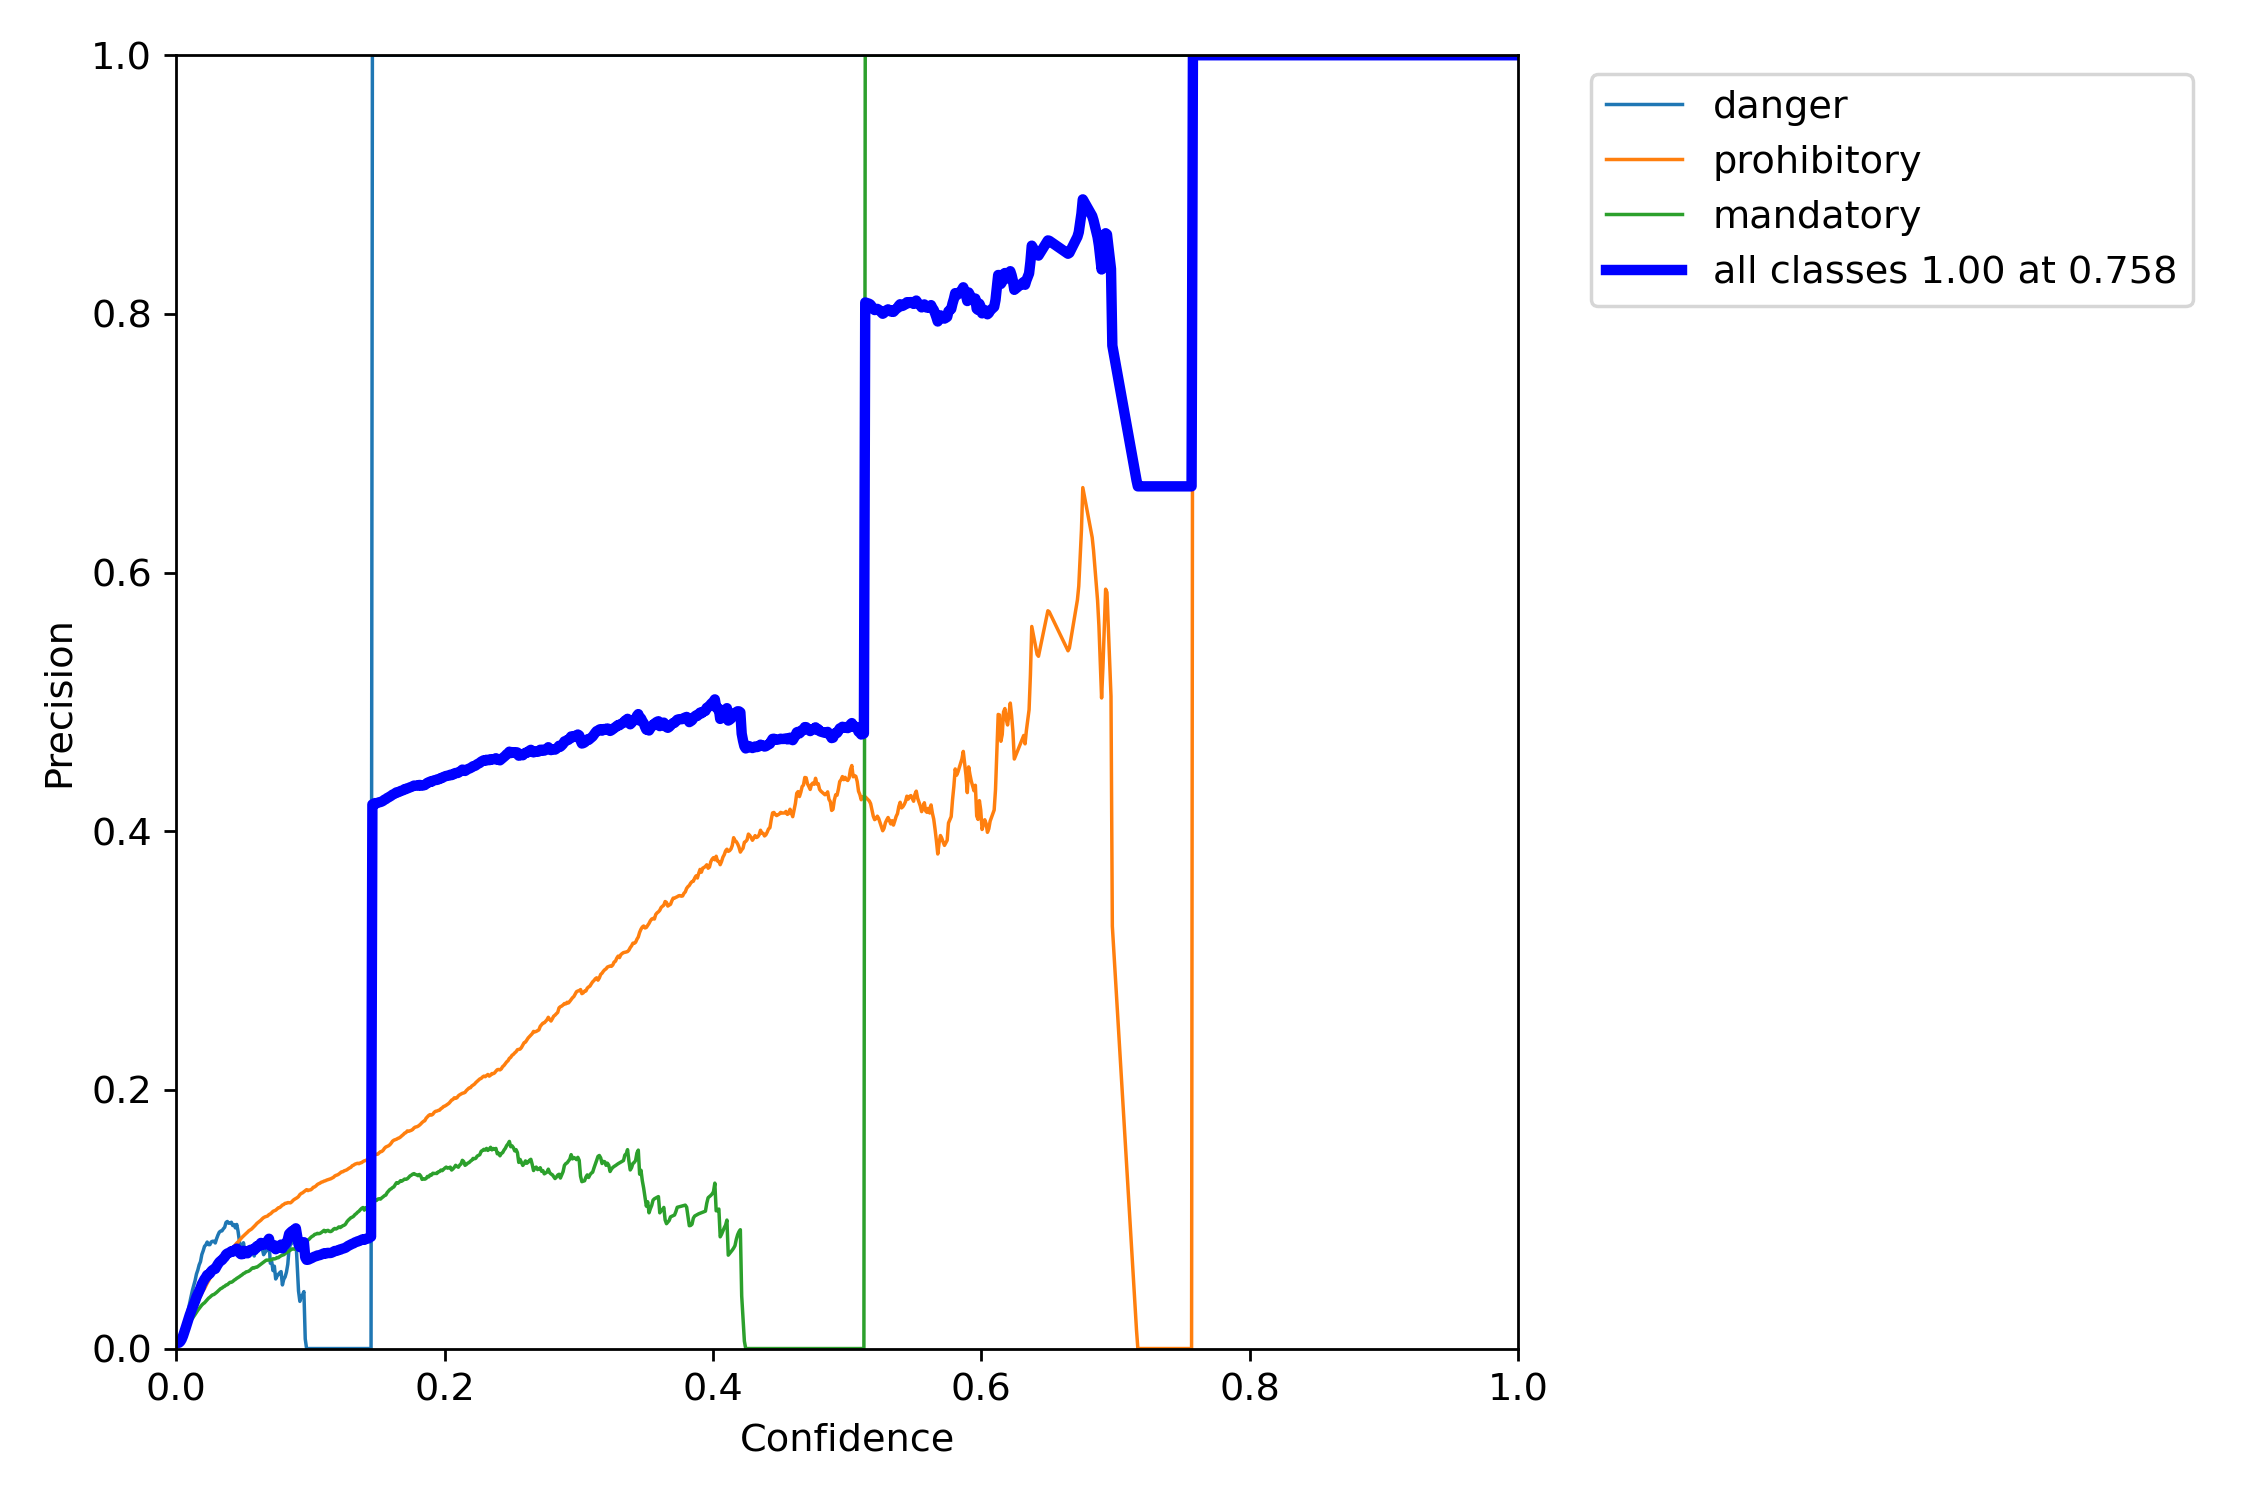 1.0
0.8
0.6
0.4
0.2
0.0
Precision
0.0 0.2 0.4 0.6 0.8 1.0
Confidence
danger
prohibitory
mandatory
all classes 1.00 at 0.758